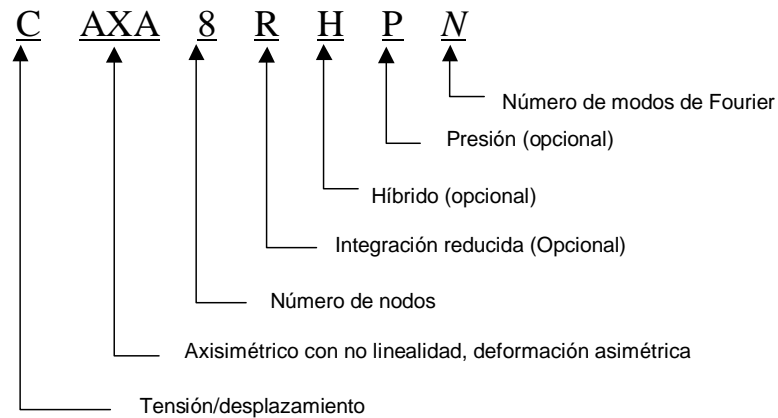 C AXA 8 R H P N
Número de modos de Fourier
Presión (opcional)
Híbrido (opcional)
Integración reducida (Opcional)
Número de nodos
Axisimétrico con no linealidad, deformación asimétrica
Tensión/desplazamiento